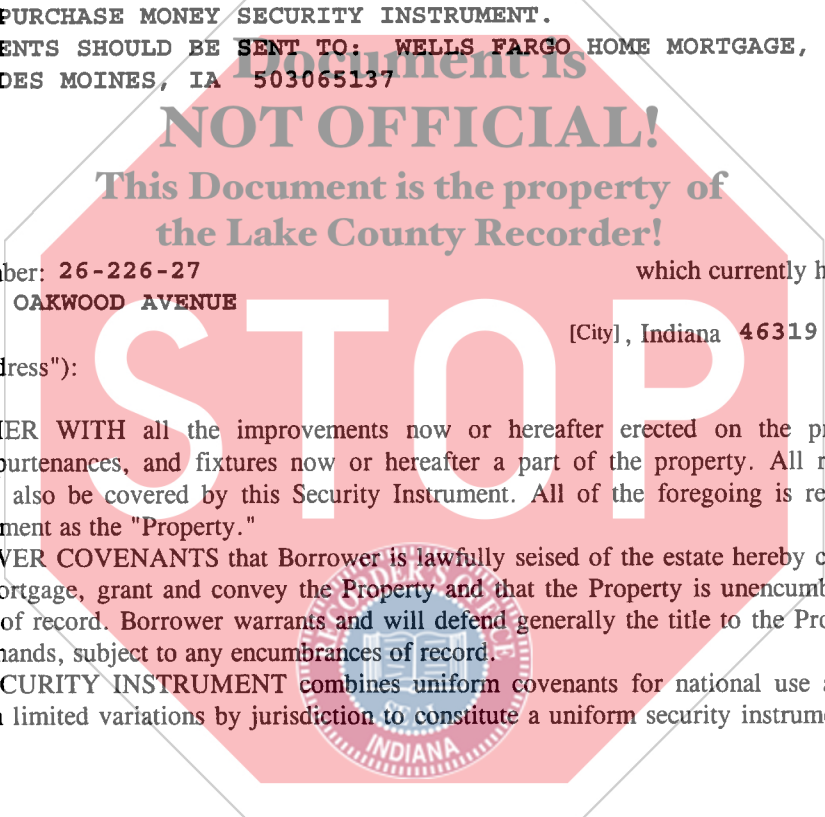 PURCHASE MONEY SECURITY INSTRUMENT.
ENTS SHOULD BE SENT TO: WELLS FARGO HOME MORTGAGE,
DES MOINES, IA 503065137
Document is
NOT OFFICIAL!
This Document is the property of
the Lake County Recorder!
ber: 26-226-27 which currently h
OAKWOOD AVENUE
[City], Indiana 46319
dress"):
STOP
ER WITH all the improvements now or hereafter erected on the p
purtenances, and fixtures now or hereafter a part of the property. All r
also be covered by this Security Instrument. All of the foregoing is re
ment as the "Property."
WER COVENANTS that Borrower is lawfully seised of the estate hereby c
ortgage, grant and convey the Property and that the Property is unencumb
of record. Borrower warrants and will defend generally the title to the Pro
nands, subject to any encumbrances of record.
CURITY INSTRUMENT combines uniform covenants for national use a
limited variations by jurisdiction to constitute a uniform security instrume
RECORDER'S OFFICE
SEAL
INDIANA